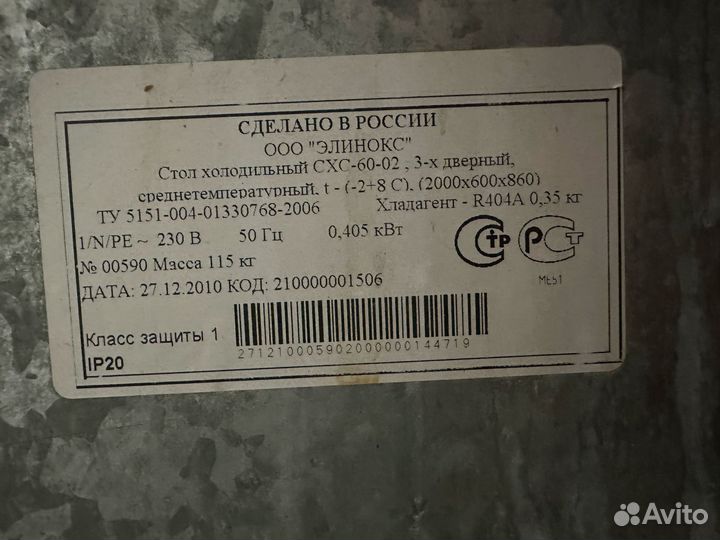 СДЕЛАНО В РОССИИ
ООО "ЭЛИНОКС"
Стол холодильный СХС-60-02 , 3-х дверный,
среднетемпературный, t - (-2+8 С), (2000х600х860)
ТУ 5151-004-01330768-2006 Хладагент - R404A 0,35 кг
1/N/PE ~ 230 В 50 Гц 0,405 кВт
№ 00590 Масса 115 кг
ДАТА: 27.12.2010 КОД: 210000001506
Класс защиты 1
IP20
2712100059020000000144719
Avito